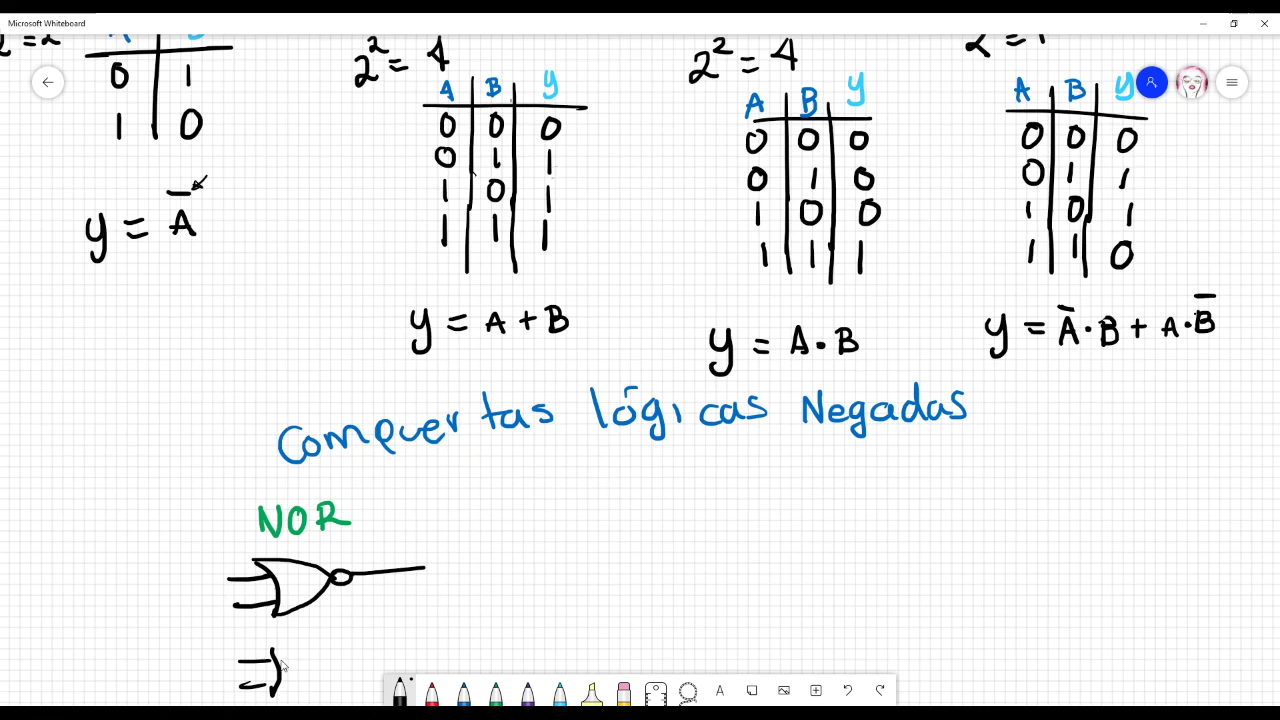 Microsoft Whiteboard
2² = 4
2² = 4
0 1
1 0
A B y
0 0 0
0 1 1
1 0 1
1 1 1
A B y
0 0 0
0 1 0
1 0 0
1 1 1
A B y
0 0 0
0 1 1
1 0 1
1 1 0
y = A̅
y = A + B
y = A · B
y = A̅ · B + A · B̅
Compuertas lógicas Negadas
NOR
A